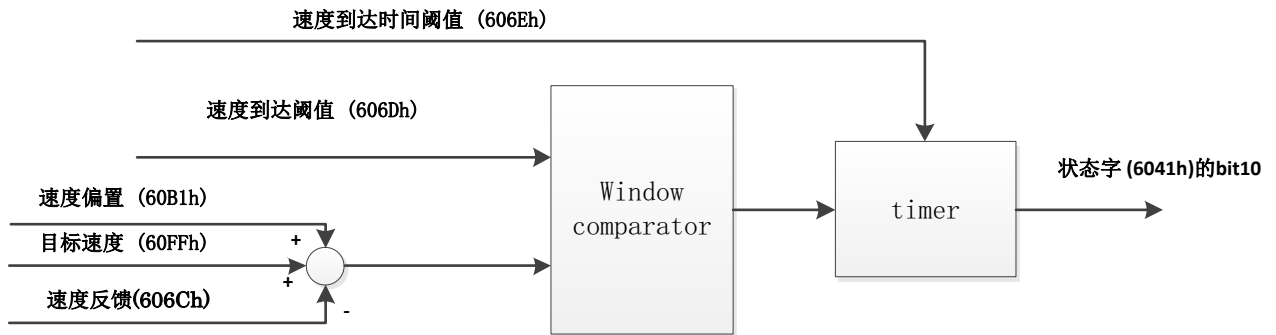 速度到达时间阈值 (606Eh)
速度到达阈值 (606Dh)
速度偏置 (60B1h)
目标速度 (60FFh)
速度反馈(606Ch)
+
+
-
Window
comparator
timer
状态字 (6041h)的bit10